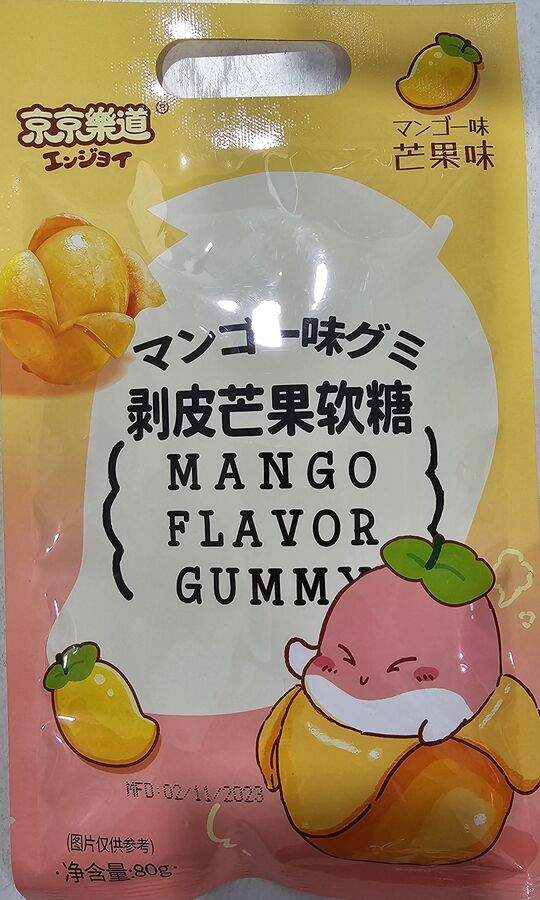 京京樂道®
エンジョイ
マンゴー味
芒果味
マンゴー味グミ
剥皮芒果软糖
MANGO
FLAVOR
GUMMY
MFD:02/11/2023
(图片仅供参考)
净含量:80g